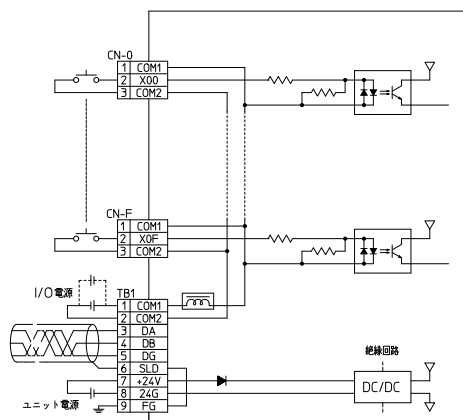 CN-0
1 COM1
2 X00
3 COM2
CN-F
1 COM1
2 X0F
3 COM2
I/O電源
TB1
1 COM1
2 COM2
3 DA
4 DB
5 DG
6 SLD
7 +24V
8 24G
9 FG
ユニット電源
絶縁回路
DC/DC